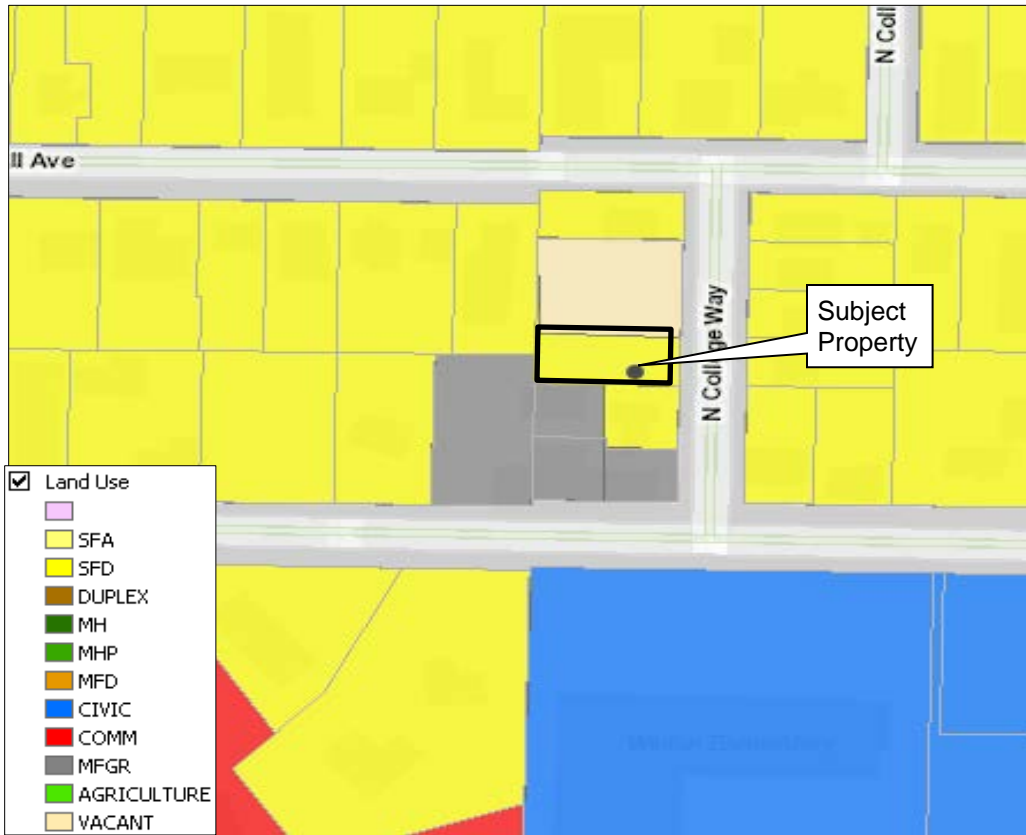 N Coll
ll Ave
N College Way
Subject
Property
Land Use
SFA
SFD
DUPLEX
MH
MHP
MFD
CIVIC
COMM
MFGR
AGRICULTURE
VACANT